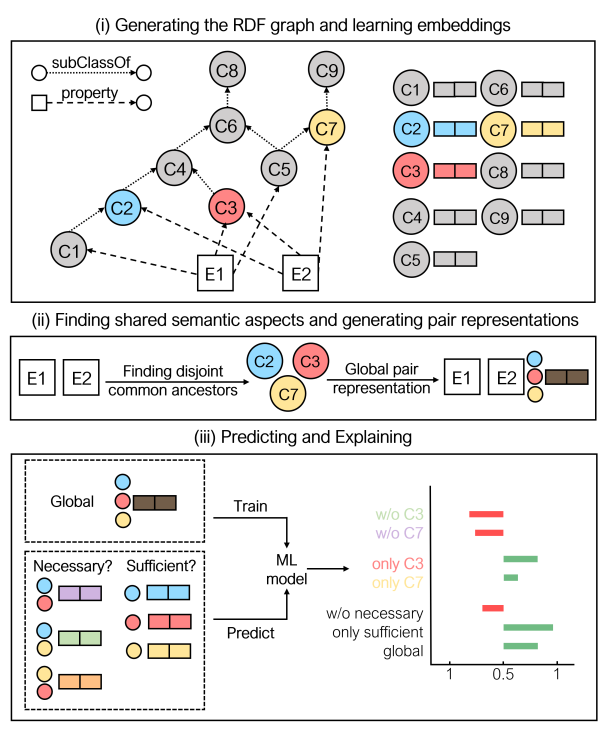 (i) Generating the RDF graph and learning embeddings
subClassOf
property
C8
C9
C6
C7
C4
C5
C2
C3
C1
E1
E2
C1
C6
C2
C7
C3
C8
C4
C9
C5
(ii) Finding shared semantic aspects and generating pair representations
E1
E2
Finding disjoint
common ancestors
C2
C3
C7
Global pair
representation
E1
E2
(iii) Predicting and Explaining
Global
Train
Necessary?
Sufficient?
ML
model
Predict
w/o C3
w/o C7
only C3
only C7
w/o necessary
only sufficient
global
1
0.5
1